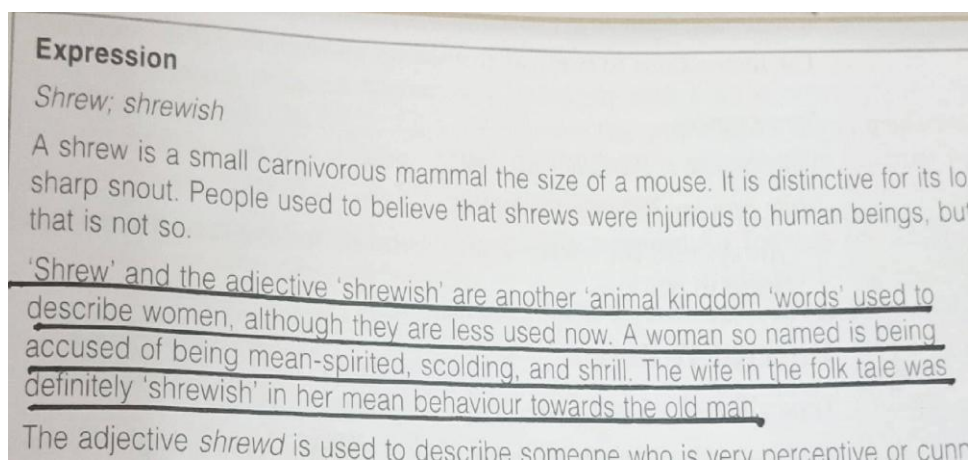 Expression
Shrew; shrewish
A shrew is a small carnivorous mammal the size of a mouse. It is distinctive for its
sharp snout. People used to believe that shrews were injurious to human beings,
that is not so.
‘Shrew’ and the adjective ‘shrewish’ are another ‘animal kingdom ‘words’ used to
describe women, although they are less used now. A woman so named is being
accused of being mean-spirited, scolding, and shrill. The wife in the folk tale was
definitely ‘shrewish’ in her mean behaviour towards the old man.
The adjective shrewd is used to describe someone who is very perceptive or